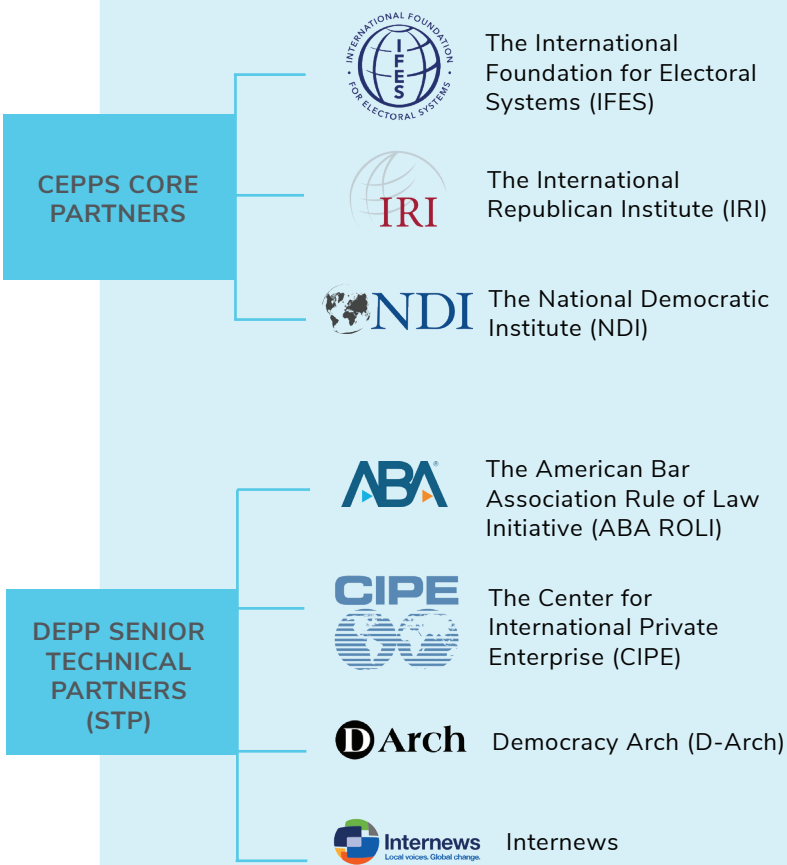 INTERNATIONAL FOUNDATION
FOR ELECTORAL SYSTEMS
IFES
The International
Foundation for Electoral
Systems (IFES)
CEPPS CORE
PARTNERS
IRI
The International
Republican Institute (IRI)
NDI
The National Democratic
Institute (NDI)
ABA®
The American Bar
Association Rule of Law
Initiative (ABA ROLI)
DEPP SENIOR
TECHNICAL
PARTNERS
(STP)
CIPE
The Center for
International Private
Enterprise (CIPE)
D Arch
Democracy Arch (D-Arch)
Internews
Local voices. Global change.
Internews